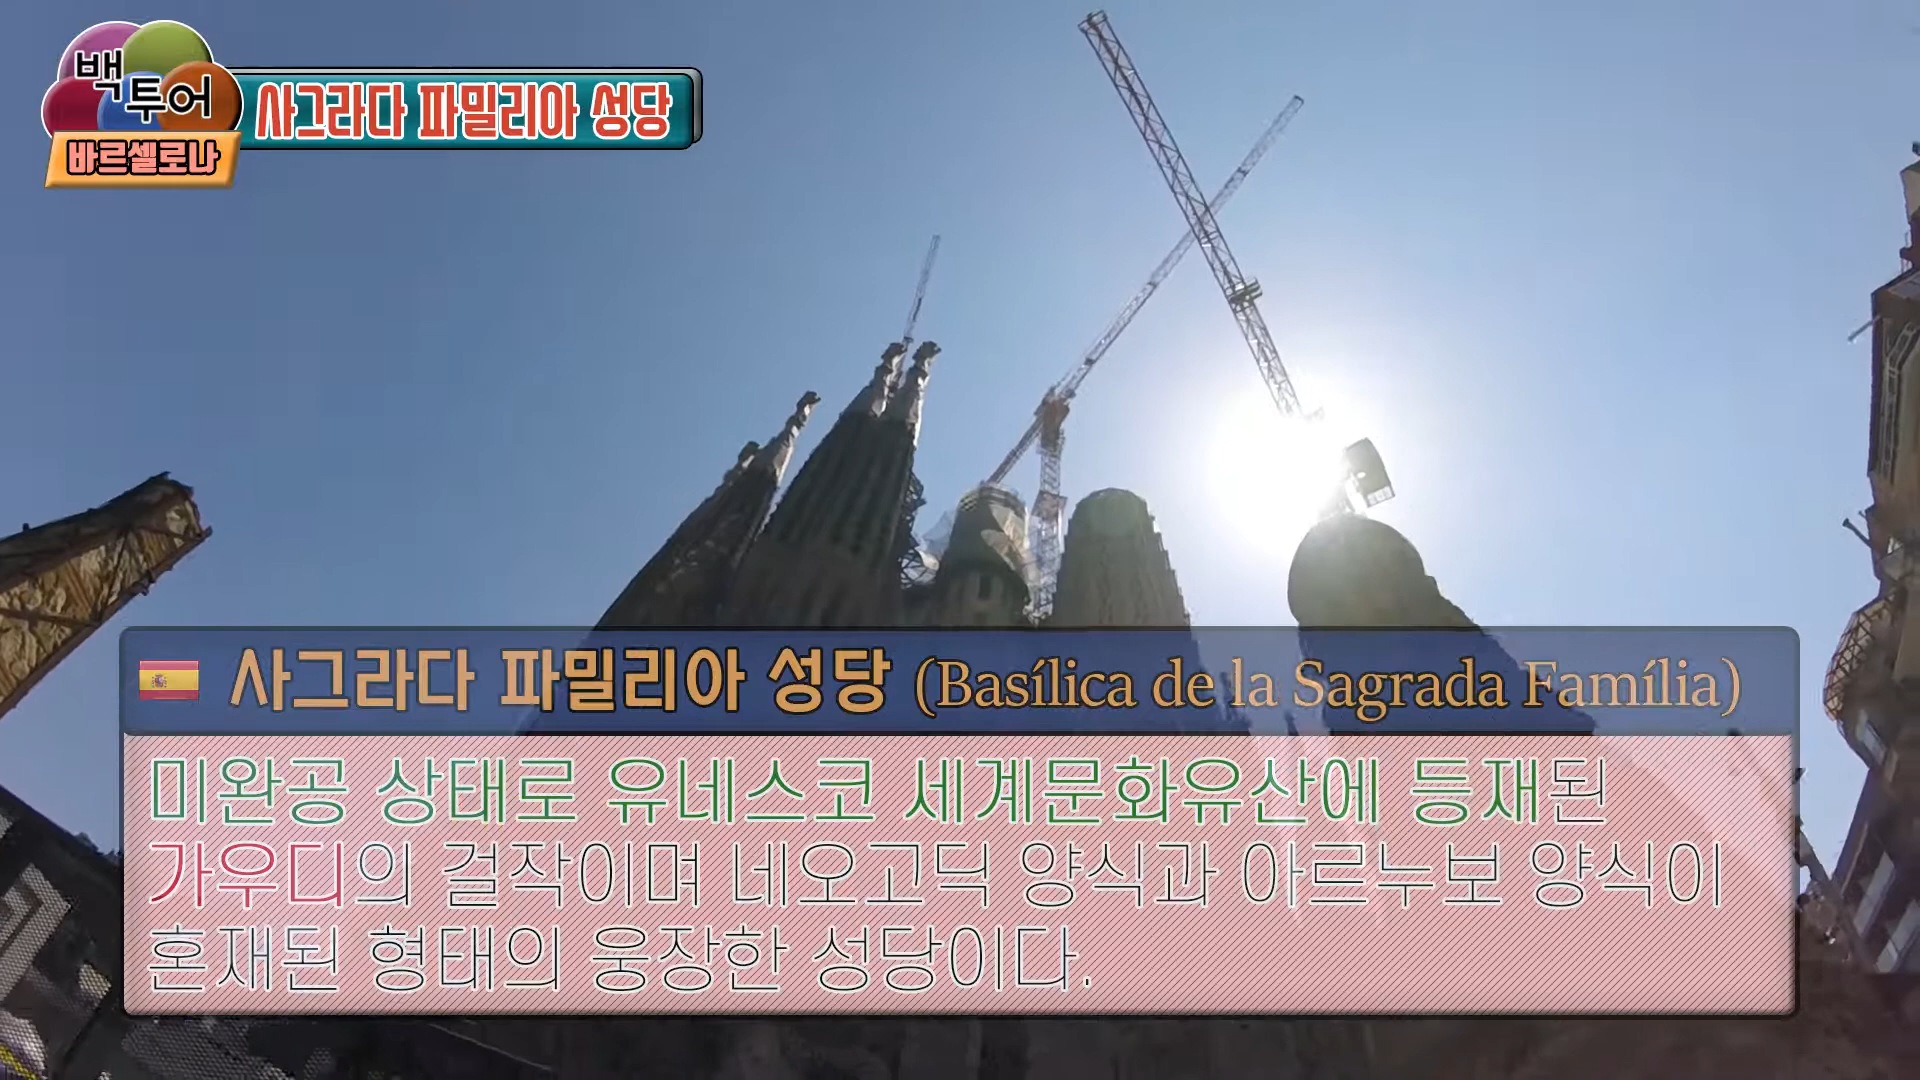 백투어
바르셀로나
사그라다 파밀리아 성당
사그라다 파밀리아 성당 (Basílica de la Sagrada Família)
미완공 상태로 유네스코 세계문화유산에 등재된
가우디의 걸작이며 네오고딕 양식과 아르누보 양식이
혼재된 형태의 웅장한 성당이다.